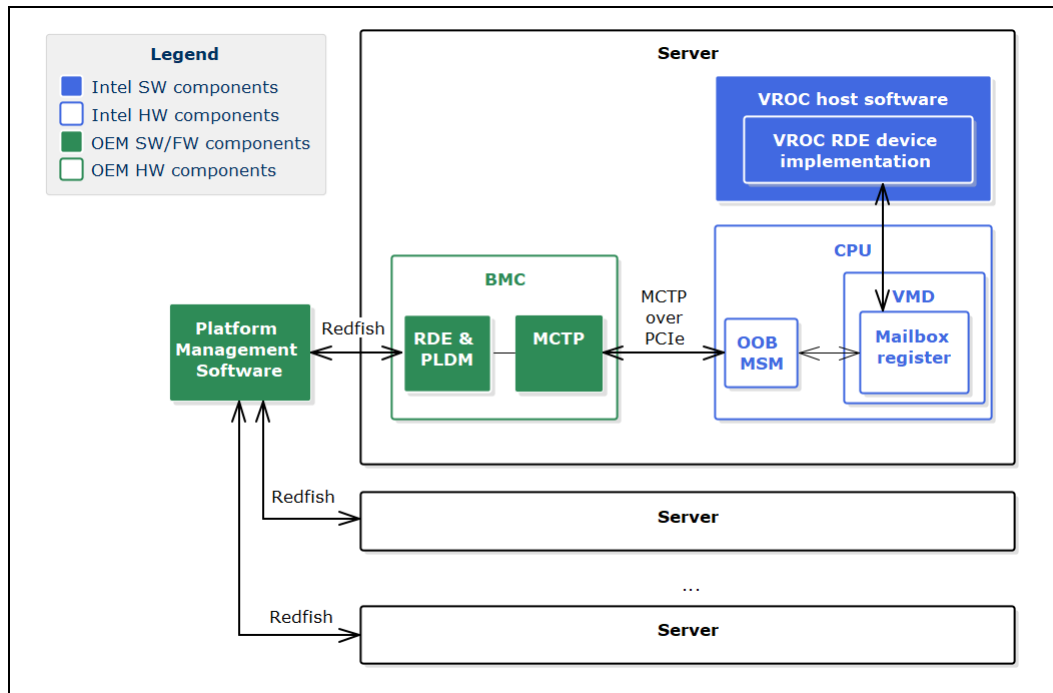 Legend
Intel SW components
Intel HW components
OEM SW/FW components
OEM HW components
Server
VROC host software
VROC RDE device
implementation
CPU
VMD
Mailbox
register
OOB
MSM
MCTP
over
PCIe
BMC
RDE &
PLDM
MCTP
Redfish
Platform
Management
Software
Redfish
Server
...
Redfish
Server